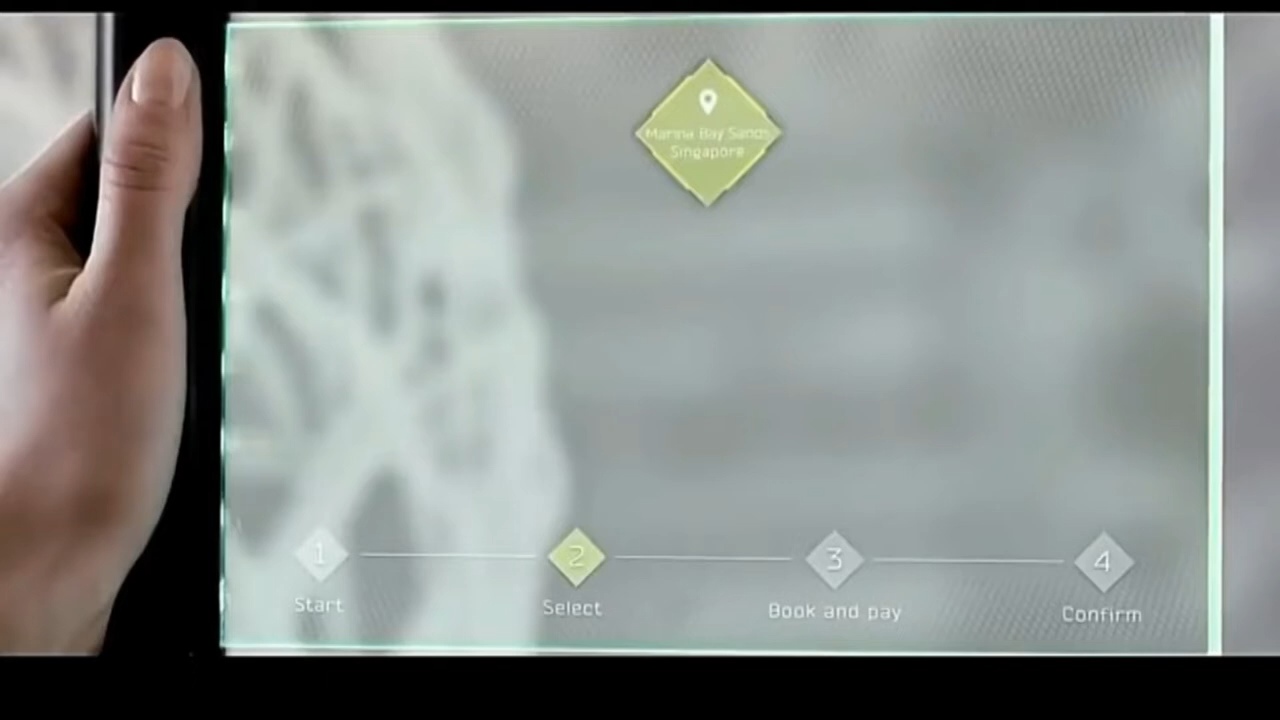 Marina Bay Sands
Singapore
1
2
3
4
Start
Select
Book and pay
Confirm